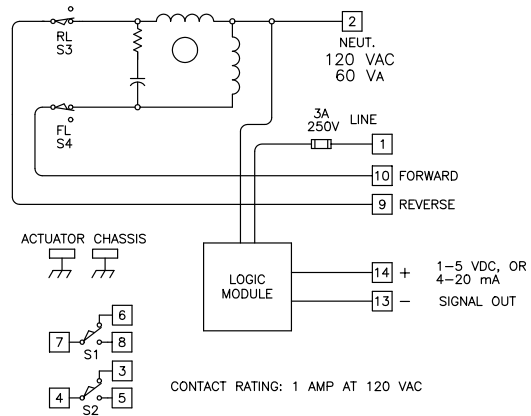 RL
S3
2
NEUT.
120 VAC
60 VA
FL
S4
3A
250V
LINE
1
10 FORWARD
9 REVERSE
ACTUATOR CHASSIS
LOGIC
MODULE
14 + 1-5 VDC, OR
4-20 mA
13 - SIGNAL OUT
6
7 8
S1
3
4 5
S2
CONTACT RATING: 1 AMP AT 120 VAC